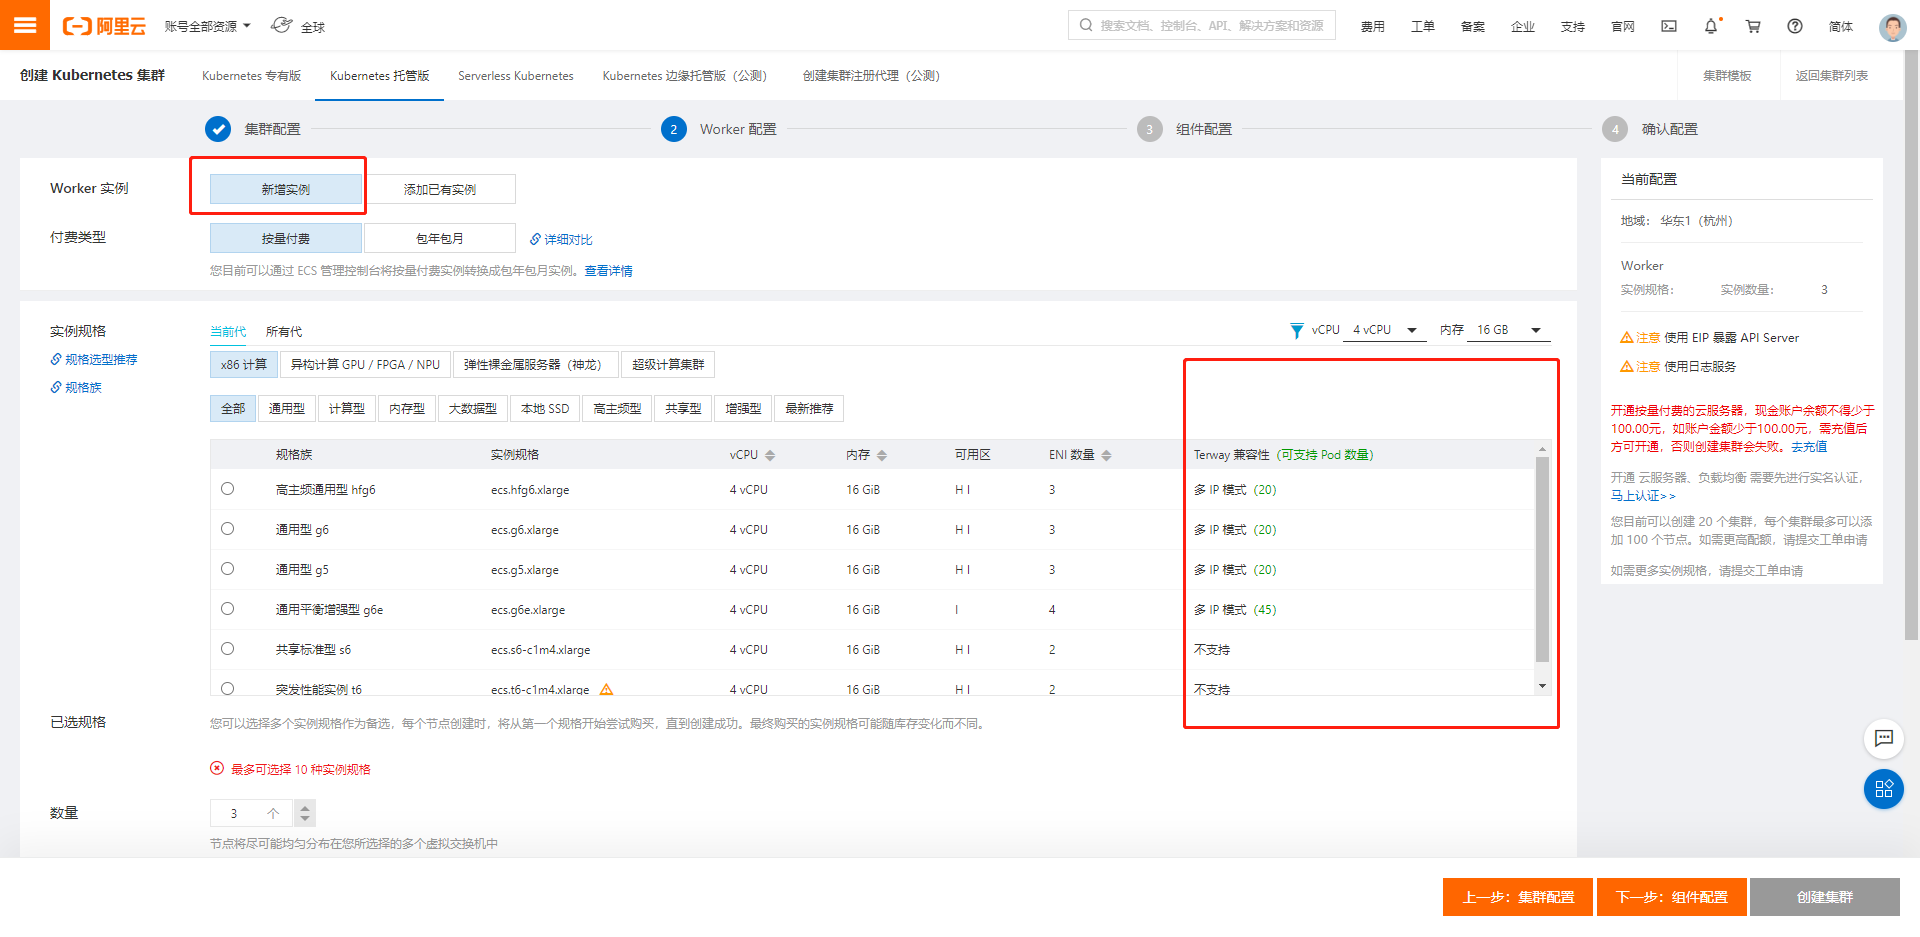 阿里云 账号全部资源 全球 搜索文档、控制台、API、解决方案和资源 费用 工单 备案 企业 支持 官网 简体
创建 Kubernetes 集群 Kubernetes 专有版 Kubernetes 托管版 Serverless Kubernetes Kubernetes 边缘托管版（公测） 创建集群注册代理（公测） 集群模板 返回集群列表
集群配置 2 Worker 配置 3 组件配置 4 确认配置
Worker 实例 新增实例 添加已有实例
付费类型 按量付费 包年包月 详细对比
您目前可以通过 ECS 管理控制台将按量付费实例转换成包年包月实例。查看详情
实例规格 当前代 所有代 vCPU 4 vCPU 内存 16 GB
规格选型推荐
规格族
x86 计算 异构计算 GPU / FPGA / NPU 弹性裸金属服务器（神龙） 超级计算集群
全部 通用型 计算型 内存型 大数据型 本地 SSD 高主频型 共享型 增强型 最新推荐
规格族 实例规格 vCPU 内存 可用区 ENI 数量 Terway 兼容性（可支持 Pod 数量）
高主频通用型 hfg6 ecs.hfg6.xlarge 4 vCPU 16 GiB H I 3 多 IP 模式（20）
通用型 g6 ecs.g6.xlarge 4 vCPU 16 GiB H I 3 多 IP 模式（20）
通用型 g5 ecs.g5.xlarge 4 vCPU 16 GiB H I 3 多 IP 模式（20）
通用平衡增强型 g6e ecs.g6e.xlarge 4 vCPU 16 GiB I 4 多 IP 模式（45）
共享标准型 s6 ecs.s6-c1m4.xlarge 4 vCPU 16 GiB H I 2 不支持
突发性能实例 t6 ecs.t6-c1m4.xlarge 4 vCPU 16 GiB H I 2 不支持
已选规格 您可以选择多个实例规格作为备选，每个节点创建时，将从第一个规格开始尝试购买，直到创建成功。最终购买的实例规格可能随库存变化而不同。
最多可选择 10 种实例规格
数量 3 个
节点将尽可能均匀分布在您所选择的多个虚拟交换机中
当前配置
地域： 华东1（杭州）
Worker
实例规格： 实例数量： 3
注意 使用 EIP 暴露 API Server
注意 使用日志服务
开通按量付费的云服务器，现金账户余额不得少于
100.00元，如账户金额少于100.00元，需充值后
方可开通，否则创建集群会失败。去充值
开通 云服务器、负载均衡 需要先进行实名认证，
马上认证>>
您目前可以创建 20 个集群，每个集群最多可以添
加 100 个节点。如需更高配额，请提交工单申请
如需更多实例规格，请提交工单申请
上一步：集群配置 下一步：组件配置 创建集群